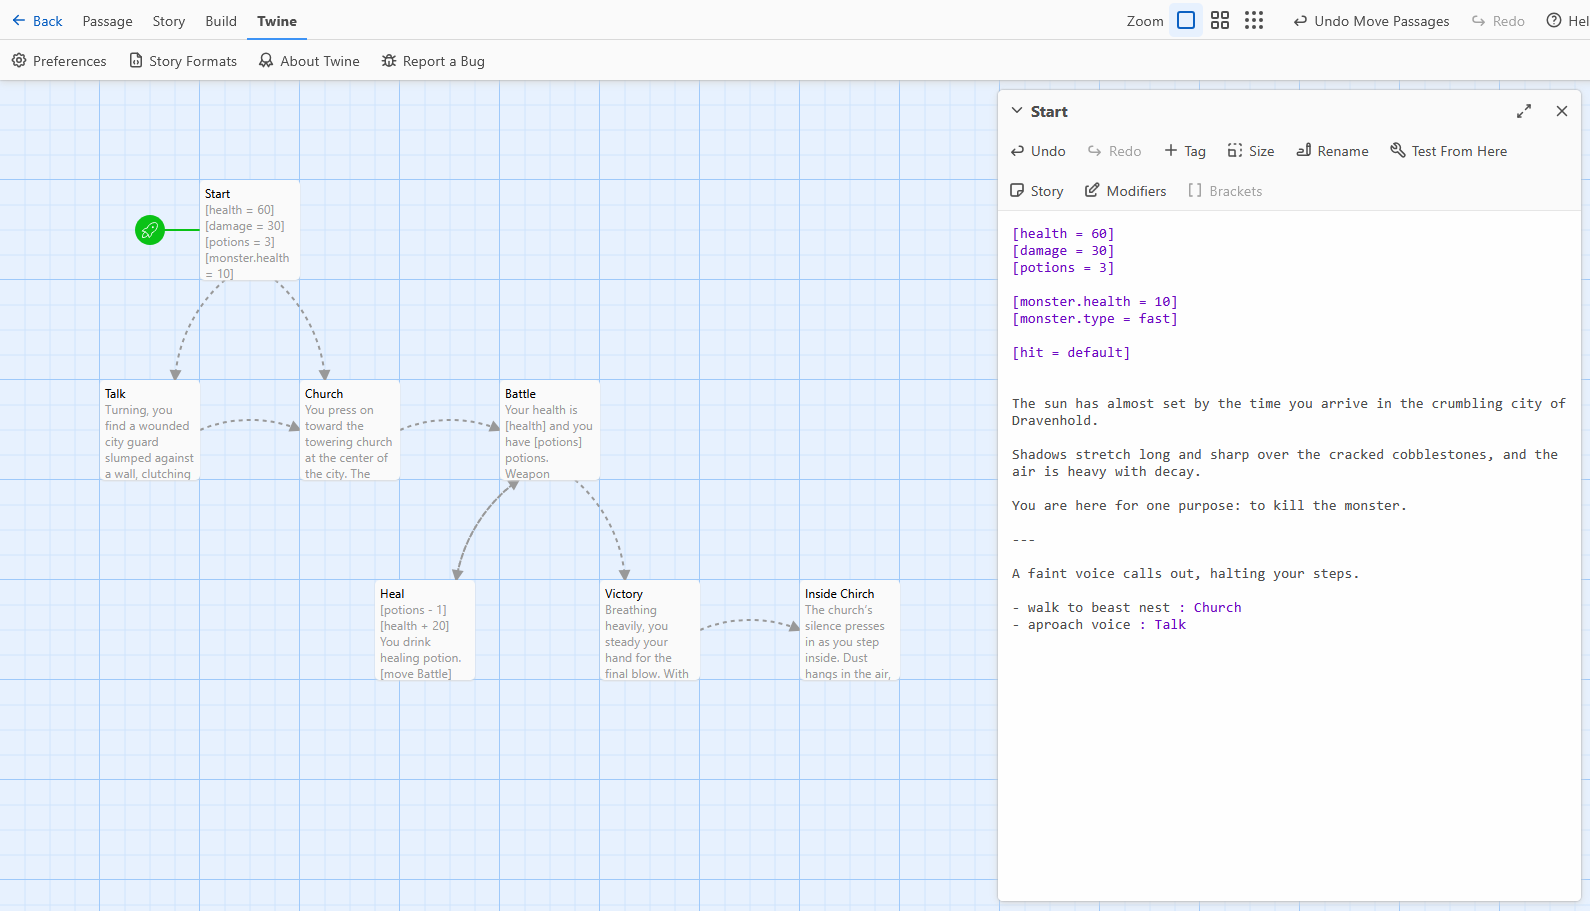 Back Passage Story Build Twine Zoom Undo Move Passages Redo Hel
Preferences Story Formats About Twine Report a Bug
Start
[health = 60]
[damage = 30]
[potions = 3]
[monster.health
= 10]
Talk
Turning, you
find a wounded
city guard
slumped against
a wall, clutching
Church
You press on
toward the
towering church
at the center of
the city. The
Battle
Your health is
[health] and you
have [potions]
potions.
Weapon
Heal
[potions - 1]
[health + 20]
You drink
healing potion.
[move Battle]
Victory
Breathing
heavily, you
steady your
hand for the
final blow. With
Inside Chirch
The church's
silence presses
in as you step
inside. Dust
hangs in the air,
Start
Undo Redo Tag Size Rename Test From Here
Story Modifiers Brackets
[health = 60]
[damage = 30]
[potions = 3]
[monster.health = 10]
[monster.type = fast]
[hit = default]
The sun has almost set by the time you arrive in the crumbling city of
Dravenhold.
Shadows stretch long and sharp over the cracked cobblestones, and the
air is heavy with decay.
You are here for one purpose: to kill the monster.
---
A faint voice calls out, halting your steps.
- walk to beast nest : Church
- aproach voice : Talk